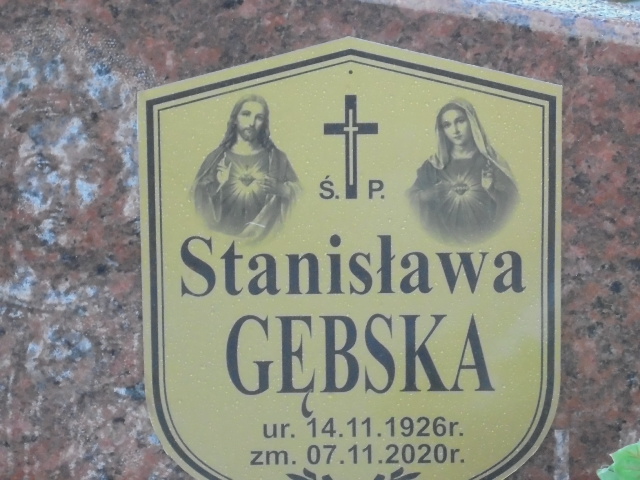 Ś. P.
Stanisława
GĘBSKA
ur. 14.11.1926r.
zm. 07.11.2020r.